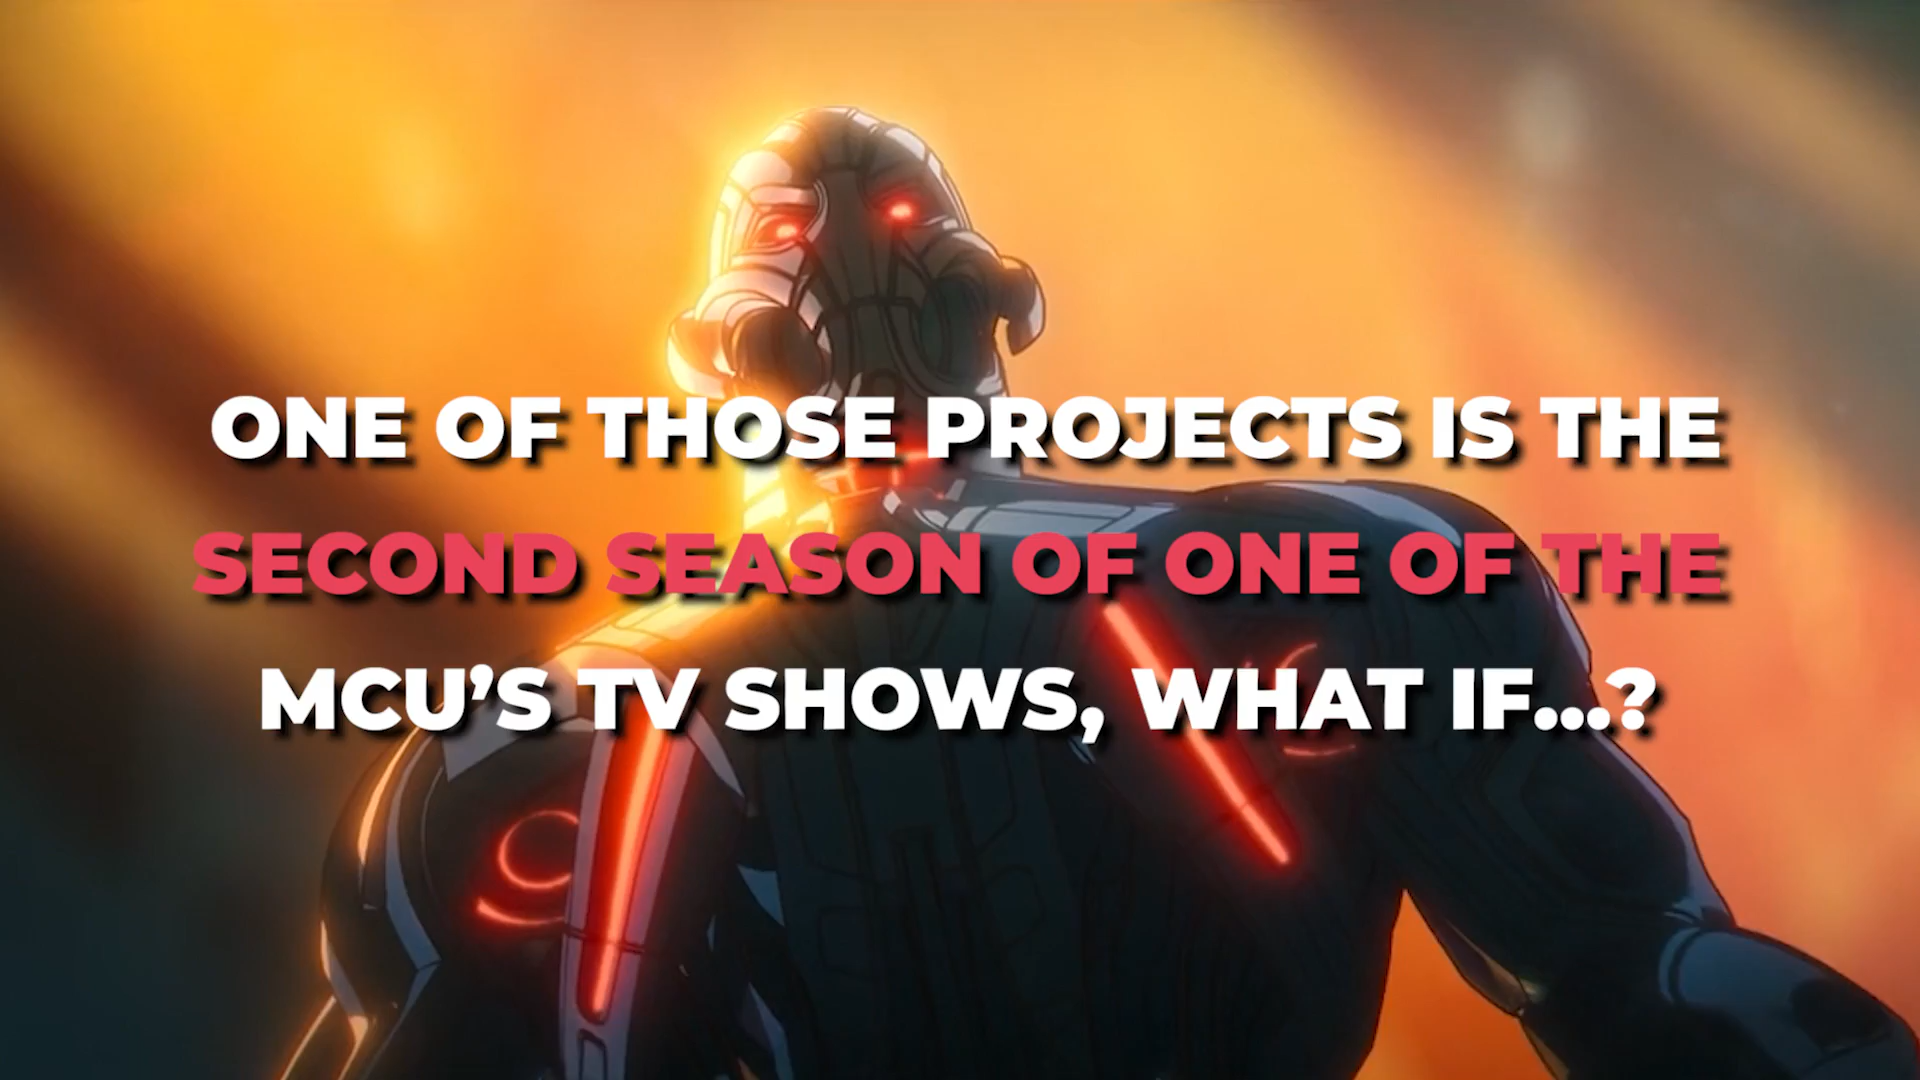 ONE OF THOSE PROJECTS IS THE
SECOND SEASON OF ONE OF THE
MCU’S TV SHOWS, WHAT IF...?